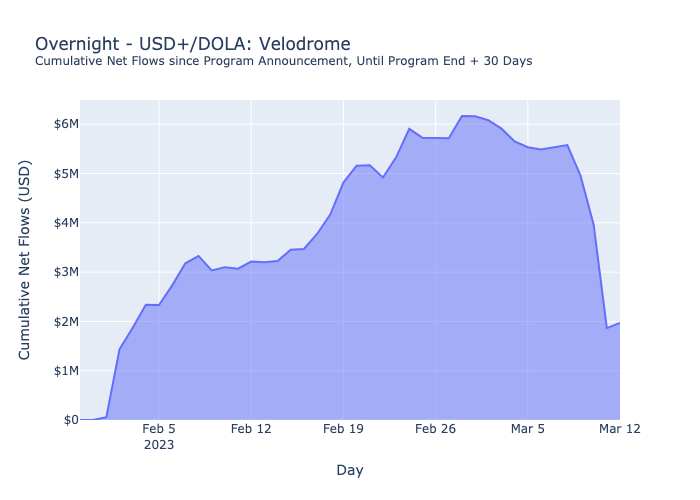 Overnight - USD+/DOLA: Velodrome
Cumulative Net Flows since Program Announcement, Until Program End + 30 Days
Cumulative Net Flows (USD)
$6M
$5M
$4M
$3M
$2M
$1M
$0
Feb 5 Feb 12 Feb 19 Feb 26 Mar 5 Mar 12
2023
Day